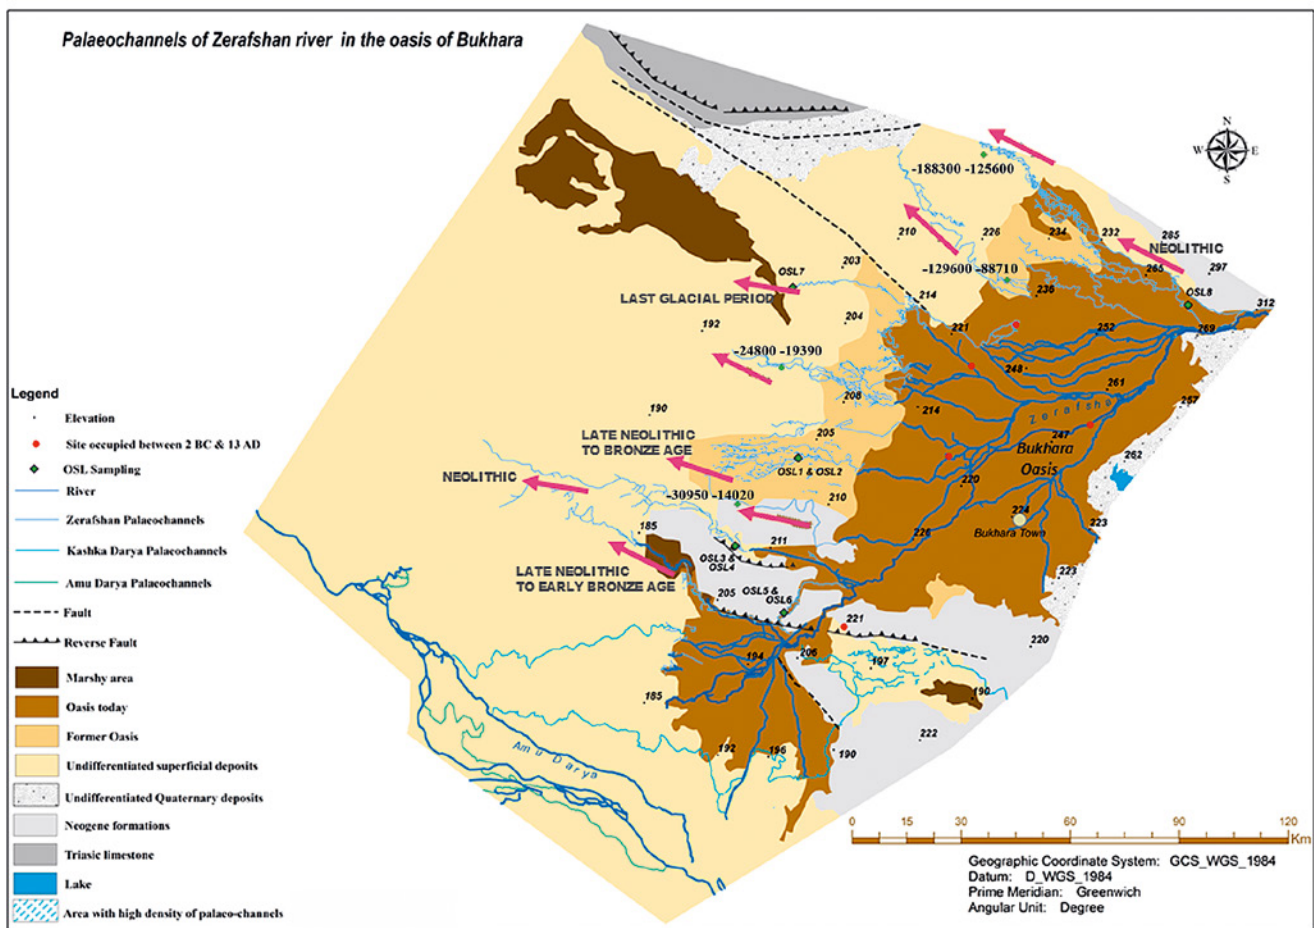 Palaeochannels of Zerafshan river in the oasis of Bukhara
N
W E
S
-188300 -125600
210
226
234
232
285
NEOLITHIC
265
297
203
OSL7
-129600 -88710
236
OSL8
LAST GLACIAL PERIOD
214
312
192
204
221
252
269
-24800 -19390
248
261
267
190
208
214
Zerafsha
205
247
262
LATE NEOLITHIC
TO BRONZE AGE
Bukhara
Oasis
OSL1 & OSL2
NEOLITHIC
-30950 -14020
210
220
224
223
Bukhara Town
185
211
226
OSL3 &
OSL4
LATE NEOLITHIC
TO EARLY BRONZE AGE
205
OSL5 &
OSL6
223
221
220
194
206
197
185
190
192
196
190
222
Amu Darya
Legend
Elevation
Site occupied between 2 BC & 13 AD
OSL Sampling
River
Zerafshan Palaeochannels
Kashka Darya Palaeochannels
Amu Darya Palaeochannels
Fault
Reverse Fault
Marshy area
Oasis today
Former Oasis
Undifferentiated superficial deposits
Undifferentiated Quaternary deposits
Neogene formations
Triasic limestone
Lake
Area with high density of palaeo-channels
0 15 30 60 90 120
Km
Geographic Coordinate System: GCS_WGS_1984
Datum: D_WGS_1984
Prime Meridian: Greenwich
Angular Unit: Degree